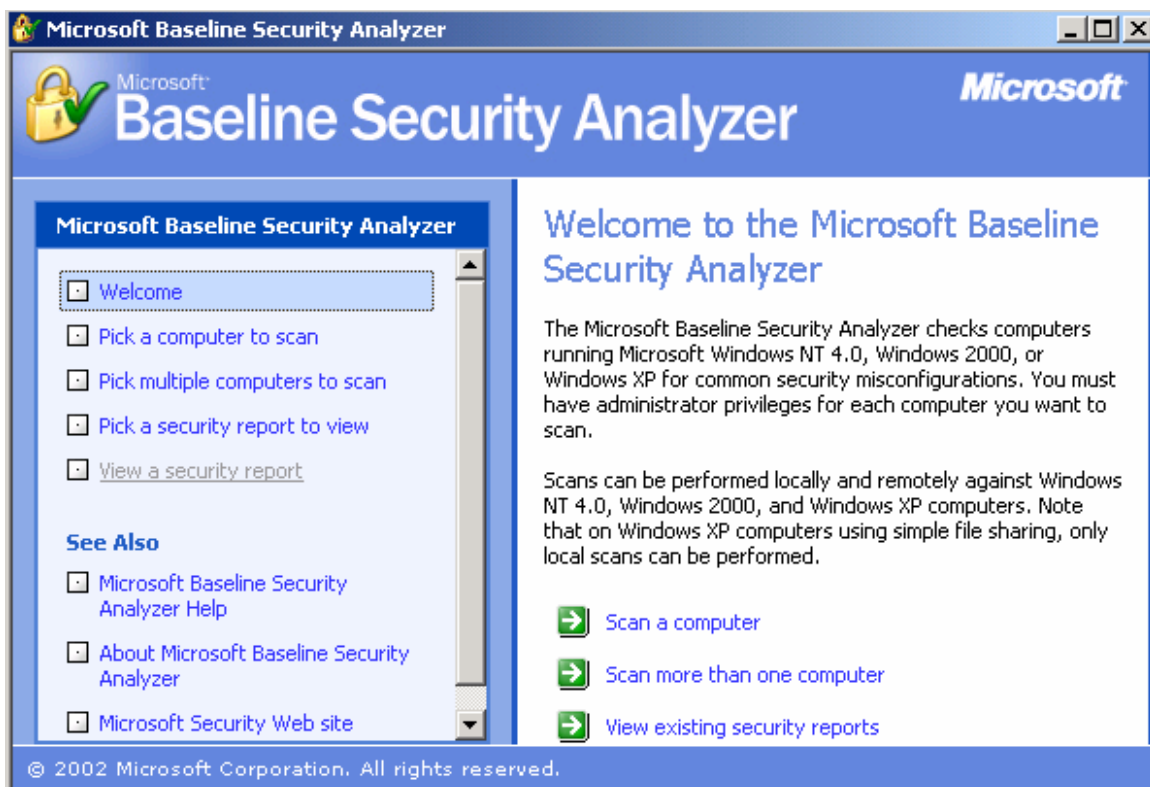 Microsoft Baseline Security Analyzer
Microsoft
Baseline Security Analyzer
Microsoft
Microsoft Baseline Security Analyzer
Welcome
Pick a computer to scan
Pick multiple computers to scan
Pick a security report to view
View a security report
See Also
Microsoft Baseline Security
Analyzer Help
About Microsoft Baseline Security
Analyzer
Microsoft Security Web site
Welcome to the Microsoft Baseline
Security Analyzer
The Microsoft Baseline Security Analyzer checks computers
running Microsoft Windows NT 4.0, Windows 2000, or
Windows XP for common security misconfigurations. You must
have administrator privileges for each computer you want to
scan.
Scans can be performed locally and remotely against Windows
NT 4.0, Windows 2000, and Windows XP computers. Note
that on Windows XP computers using simple file sharing, only
local scans can be performed.
Scan a computer
Scan more than one computer
View existing security reports
© 2002 Microsoft Corporation. All rights reserved.